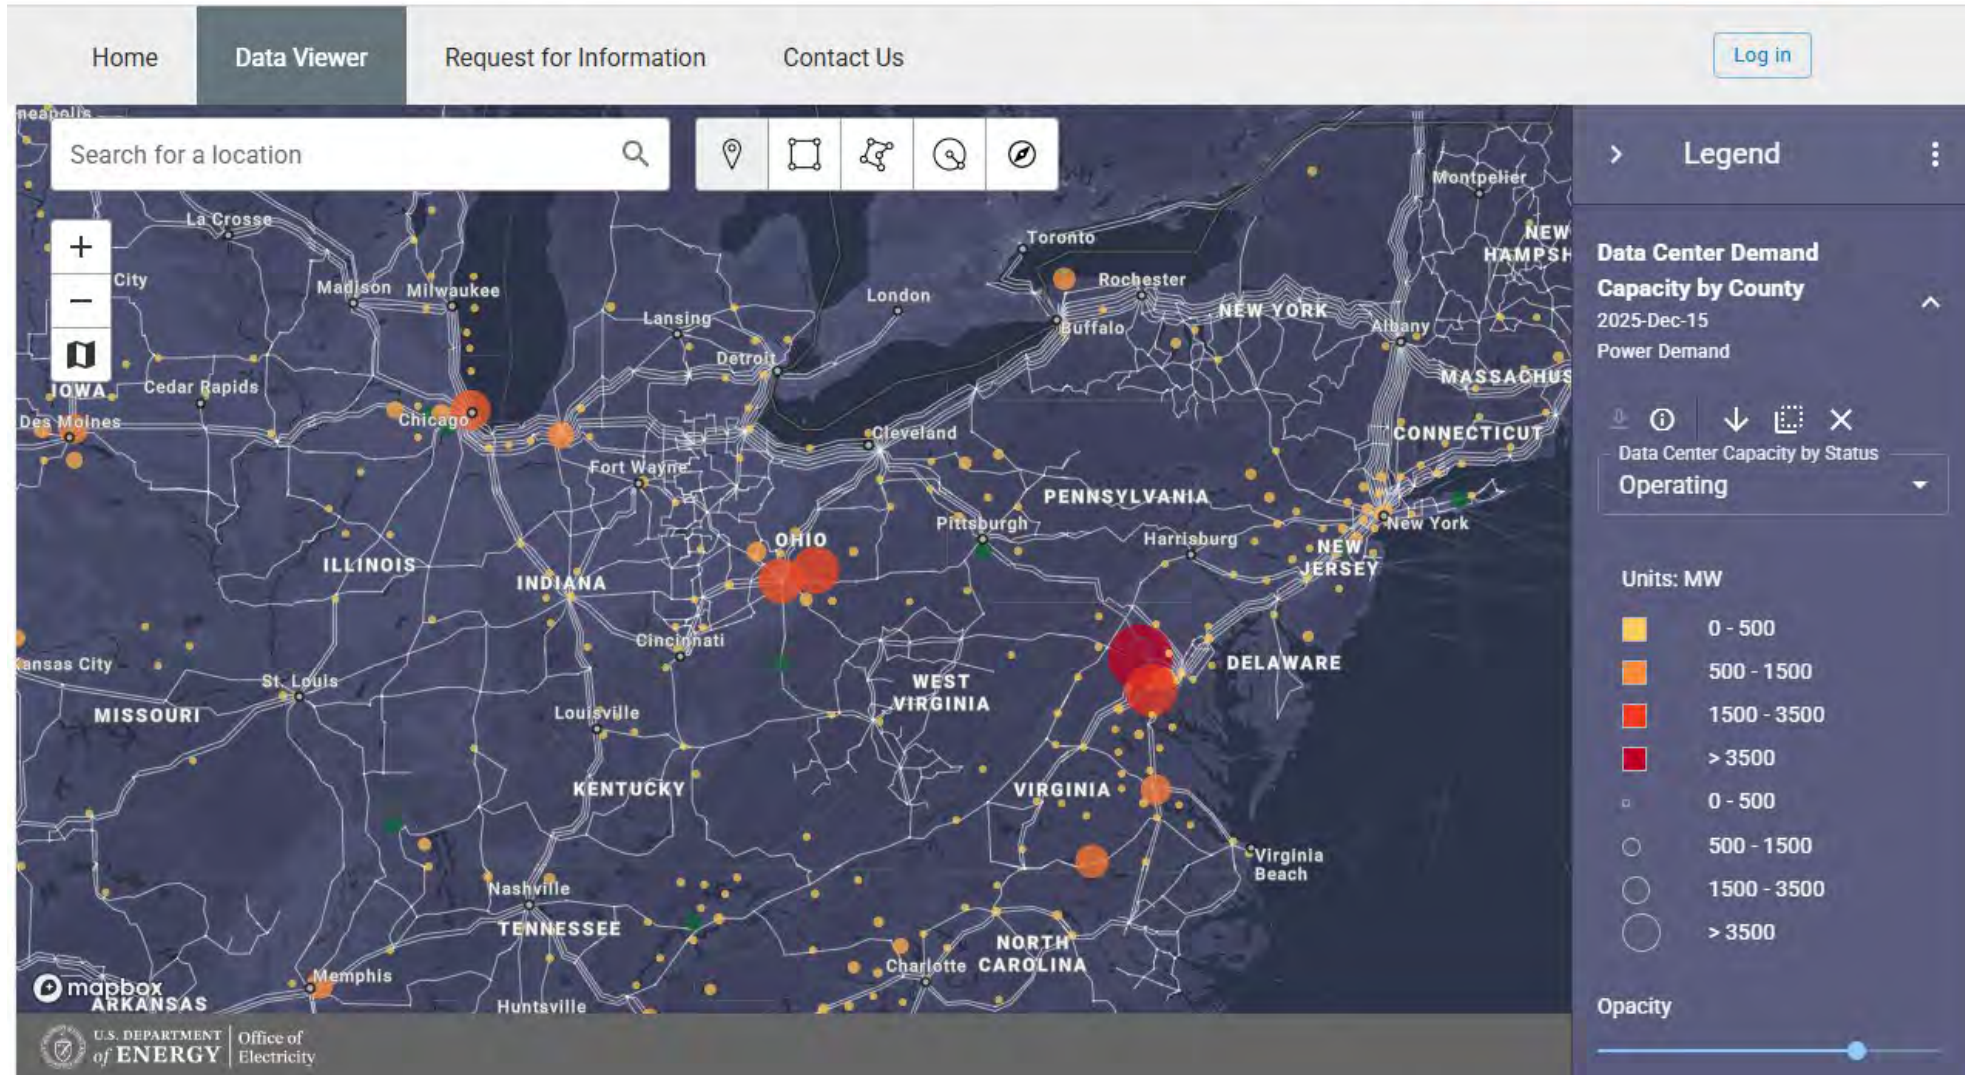 Home
Data Viewer
Request for Information
Contact Us
Log in
neapolis
Search for a location
Legend
Data Center Demand
Capacity by County
2025-Dec-15
Power Demand
Data Center Capacity by Status
Operating
Units: MW
0 - 500
500 - 1500
1500 - 3500
> 3500
0 - 500
500 - 1500
1500 - 3500
> 3500
Opacity
Montpelier
La Crosse
Toronto
NEW
HAMPSH
City
Madison
Milwaukee
Rochester
London
Lansing
NEW YORK
Buffalo
Albany
Detroit
MASSACHUS
IOWA
Cedar Rapids
Des Moines
Chicago
Cleveland
CONNECTICUT
Fort Wayne
PENNSYLVANIA
Pittsburgh
New York
OHIO
Harrisburg
NEW
JERSEY
ILLINOIS
INDIANA
Cincinnati
Kansas City
DELAWARE
St. Louis
WEST
VIRGINIA
MISSOURI
Louisville
KENTUCKY
VIRGINIA
Virginia
Beach
Nashville
TENNESSEE
NORTH
CAROLINA
Charlotte
Memphis
mapbox
ARKANSAS
Huntsville
U.S. DEPARTMENT
of ENERGY
Office of
Electricity